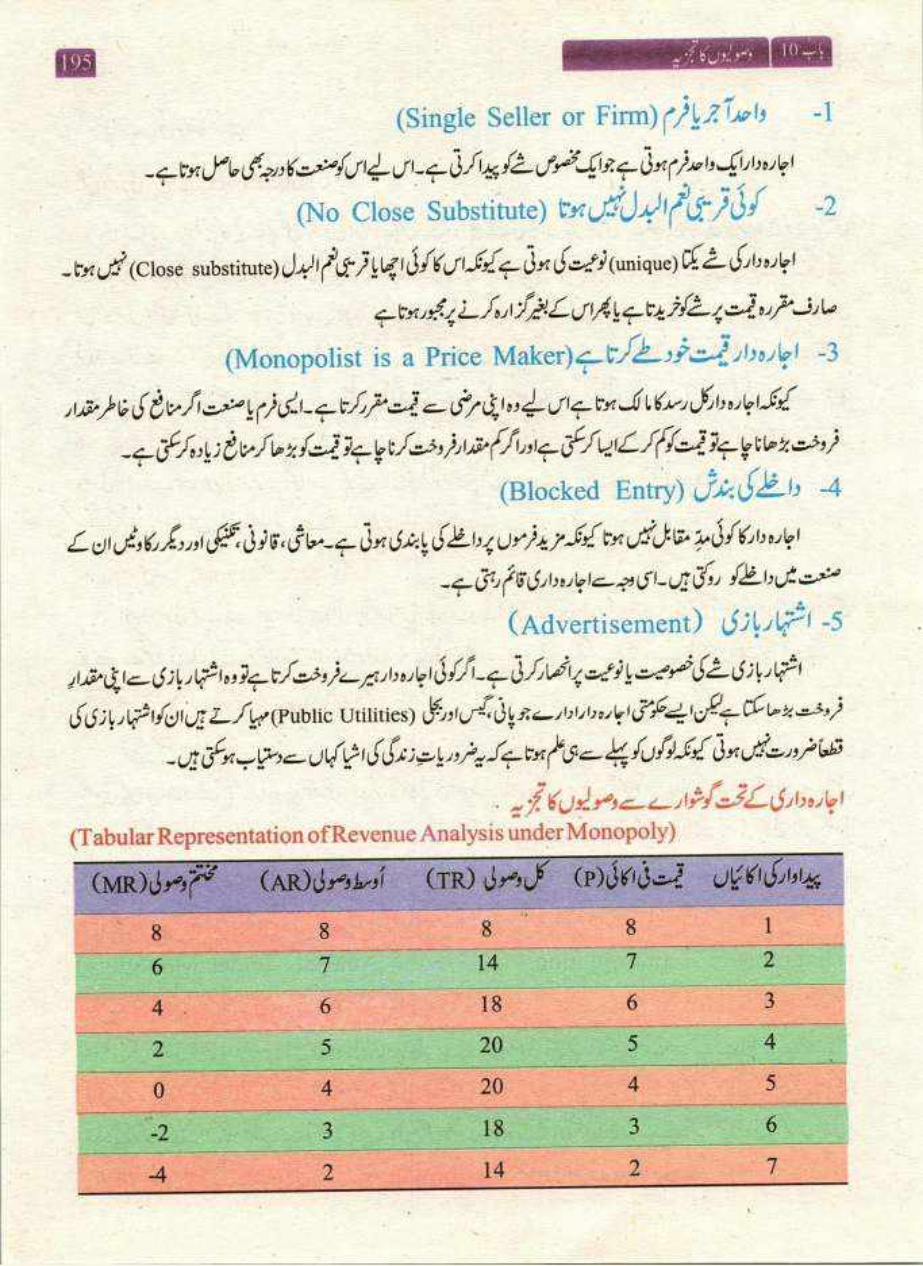 باب 10 وصولیوں کا تجزیہ
195
1- واحد آجر یا فرم (Single Seller or Firm)
اجارہ دار ایک واحد فرم ہوتی ہے جو ایک مخصوص شے کو پیدا کرتی ہے۔ اس لیے اس کو صنعت کا درجہ بھی حاصل ہوتا ہے۔
2- کوئی قریبی نعم البدل نہیں ہوتا (No Close Substitute)
اجارہ دار کی شے یکتا (unique) نوعیت کی ہوتی ہے کیونکہ اس کا کوئی اچھا یا قریبی نعم البدل (Close substitute) نہیں ہوتا۔
صارف مقررہ قیمت پر شے کو خریدتا ہے یا پھر اس کے بغیر گزارہ کرنے پر مجبور ہوتا ہے
3- اجارہ دار قیمت خود طے کرتا ہے (Monopolist is a Price Maker)
کیونکہ اجارہ دار کل رسد کا مالک ہوتا ہے اس لیے وہ اپنی مرضی سے قیمت مقرر کرتا ہے۔ ایسی فرم یا صنعت اگر منافع کی خاطر مقدار
فروخت بڑھانا چاہے تو قیمت کو کم کر کے ایسا کر سکتی ہے اور اگر کم مقدار فروخت کرنا چاہے تو قیمت کو بڑھا کر منافع زیادہ کر سکتی ہے۔
4- داخلے کی بندش (Blocked Entry)
اجارہ دار کا کوئی مدِّ مقابل نہیں ہوتا کیونکہ مزید فرموں پر داخلے کی پابندی ہوتی ہے۔ معاشی، قانونی، تکنیکی اور دیگر رکاوٹیں ان کے
صنعت میں داخلے کو روکتی ہیں۔ اسی وجہ سے اجارہ داری قائم رہتی ہے۔
5- اشتہار بازی (Advertisement)
اشتہار بازی شے کی خصوصیت یا نوعیت پر انحصار کرتی ہے۔ اگر کوئی اجارہ دار ہیرے فروخت کرتا ہے تو وہ اشتہار بازی سے اپنی مقدارِ
فروخت بڑھا سکتا ہے لیکن ایسے حکومتی اجارہ دار ادارے جو پانی، گیس اور بجلی (Public Utilities) مہیا کرتے ہیں ان کو اشتہار بازی کی
قطعاً ضرورت نہیں ہوتی کیونکہ لوگوں کو پہلے سے ہی علم ہوتا ہے کہ یہ ضروریاتِ زندگی کی اشیا کہاں سے دستیاب ہو سکتی ہیں۔
اجارہ داری کے تحت گوشوارے سے وصولیوں کا تجزیہ
(Tabular Representation of Revenue Analysis under Monopoly)
پیداوار کی اکائیاں قیمت فی اکائی (P) کل وصولی (TR) أوسط وصولی (AR) مختتم وصولی (MR)
1 8 8 8 8
2 7 14 7 6
3 6 18 6 4
4 5 20 5 2
5 4 20 4 0
6 3 18 3 -2
7 2 14 2 -4